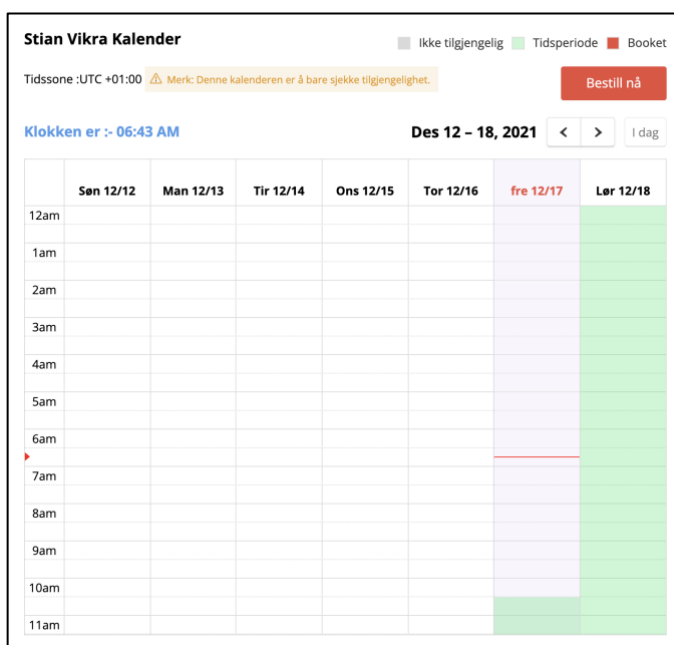 Stian Vikra Kalender
Ikke tilgjengelig Tidsperiode Booket
Tidssone :UTC +01:00 Merk: Denne kalenderen er å bare sjekke tilgjengelighet. Bestill nå
Klokken er :- 06:43 AM Des 12 – 18, 2021 < > I dag
Søn 12/12 Man 12/13 Tir 12/14 Ons 12/15 Tor 12/16 fre 12/17 Lør 12/18
12am
1am
2am
3am
4am
5am
6am
7am
8am
9am
10am
11am